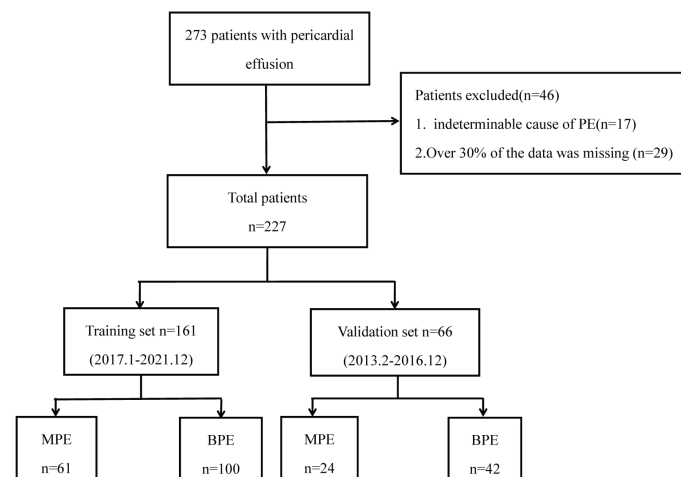 273 patients with pericardial
effusion
Patients excluded(n=46)
1. indeterminable cause of PE(n=17)
2.Over 30% of the data was missing (n=29)
Total patients
n=227
Training set n=161
(2017.1-2021.12)
Validation set n=66
(2013.2-2016.12)
MPE
n=61
BPE
n=100
MPE
n=24
BPE
n=42